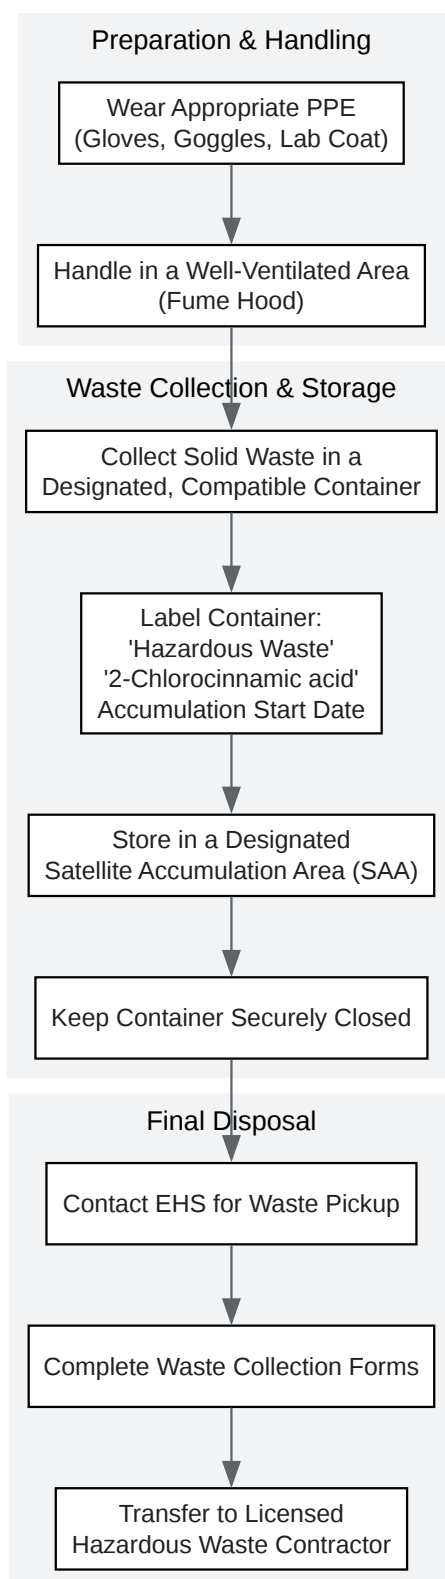 Preparation & Handling
Wear Appropriate PPE
(Gloves, Goggles, Lab Coat)
Handle in a Well-Ventilated Area
(Fume Hood)
Waste Collection & Storage
Collect Solid Waste in a
Designated, Compatible Container
Label Container:
'Hazardous Waste'
'2-Chlorocinnamic acid'
Accumulation Start Date
Store in a Designated
Satellite Accumulation Area (SAA)
Keep Container Securely Closed
Final Disposal
Contact EHS for Waste Pickup
Complete Waste Collection Forms
Transfer to Licensed
Hazardous Waste Contractor